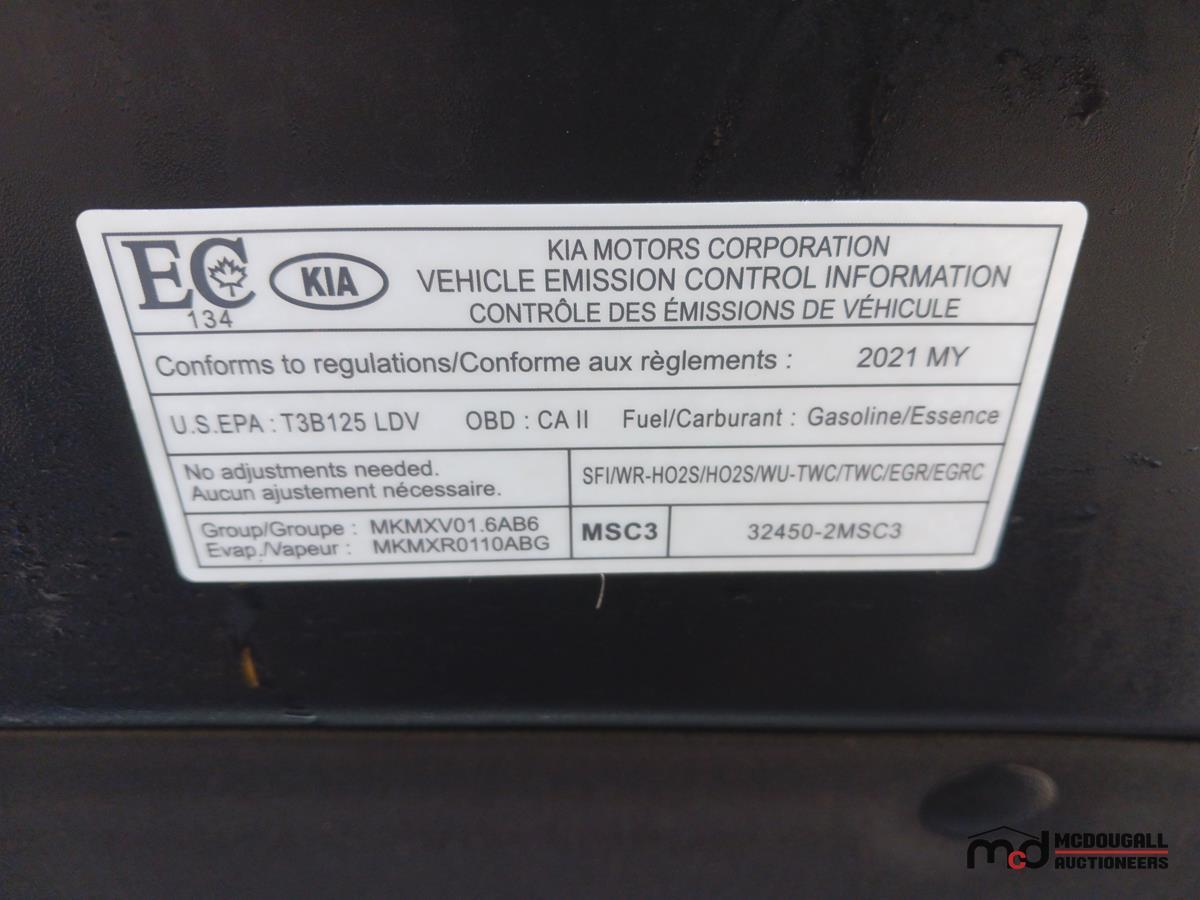 EC
134
KIA
KIA MOTORS CORPORATION
VEHICLE EMISSION CONTROL INFORMATION
CONTRÔLE DES ÉMISSIONS DE VÉHICULE
Conforms to regulations/Conforme aux règlements : 2021 MY
U.S.EPA : T3B125 LDV OBD : CA II Fuel/Carburant : Gasoline/Essence
No adjustments needed.
Aucun ajustement nécessaire.
SFI/WR-HO2S/HO2S/WU-TWC/TWC/EGR/EGRC
Group/Groupe : MKMXV01.6AB6
Evap./Vapeur : MKMXR0110ABG
MSC3
32450-2MSC3
mcd
MCDOUGALL
AUCTIONEERS